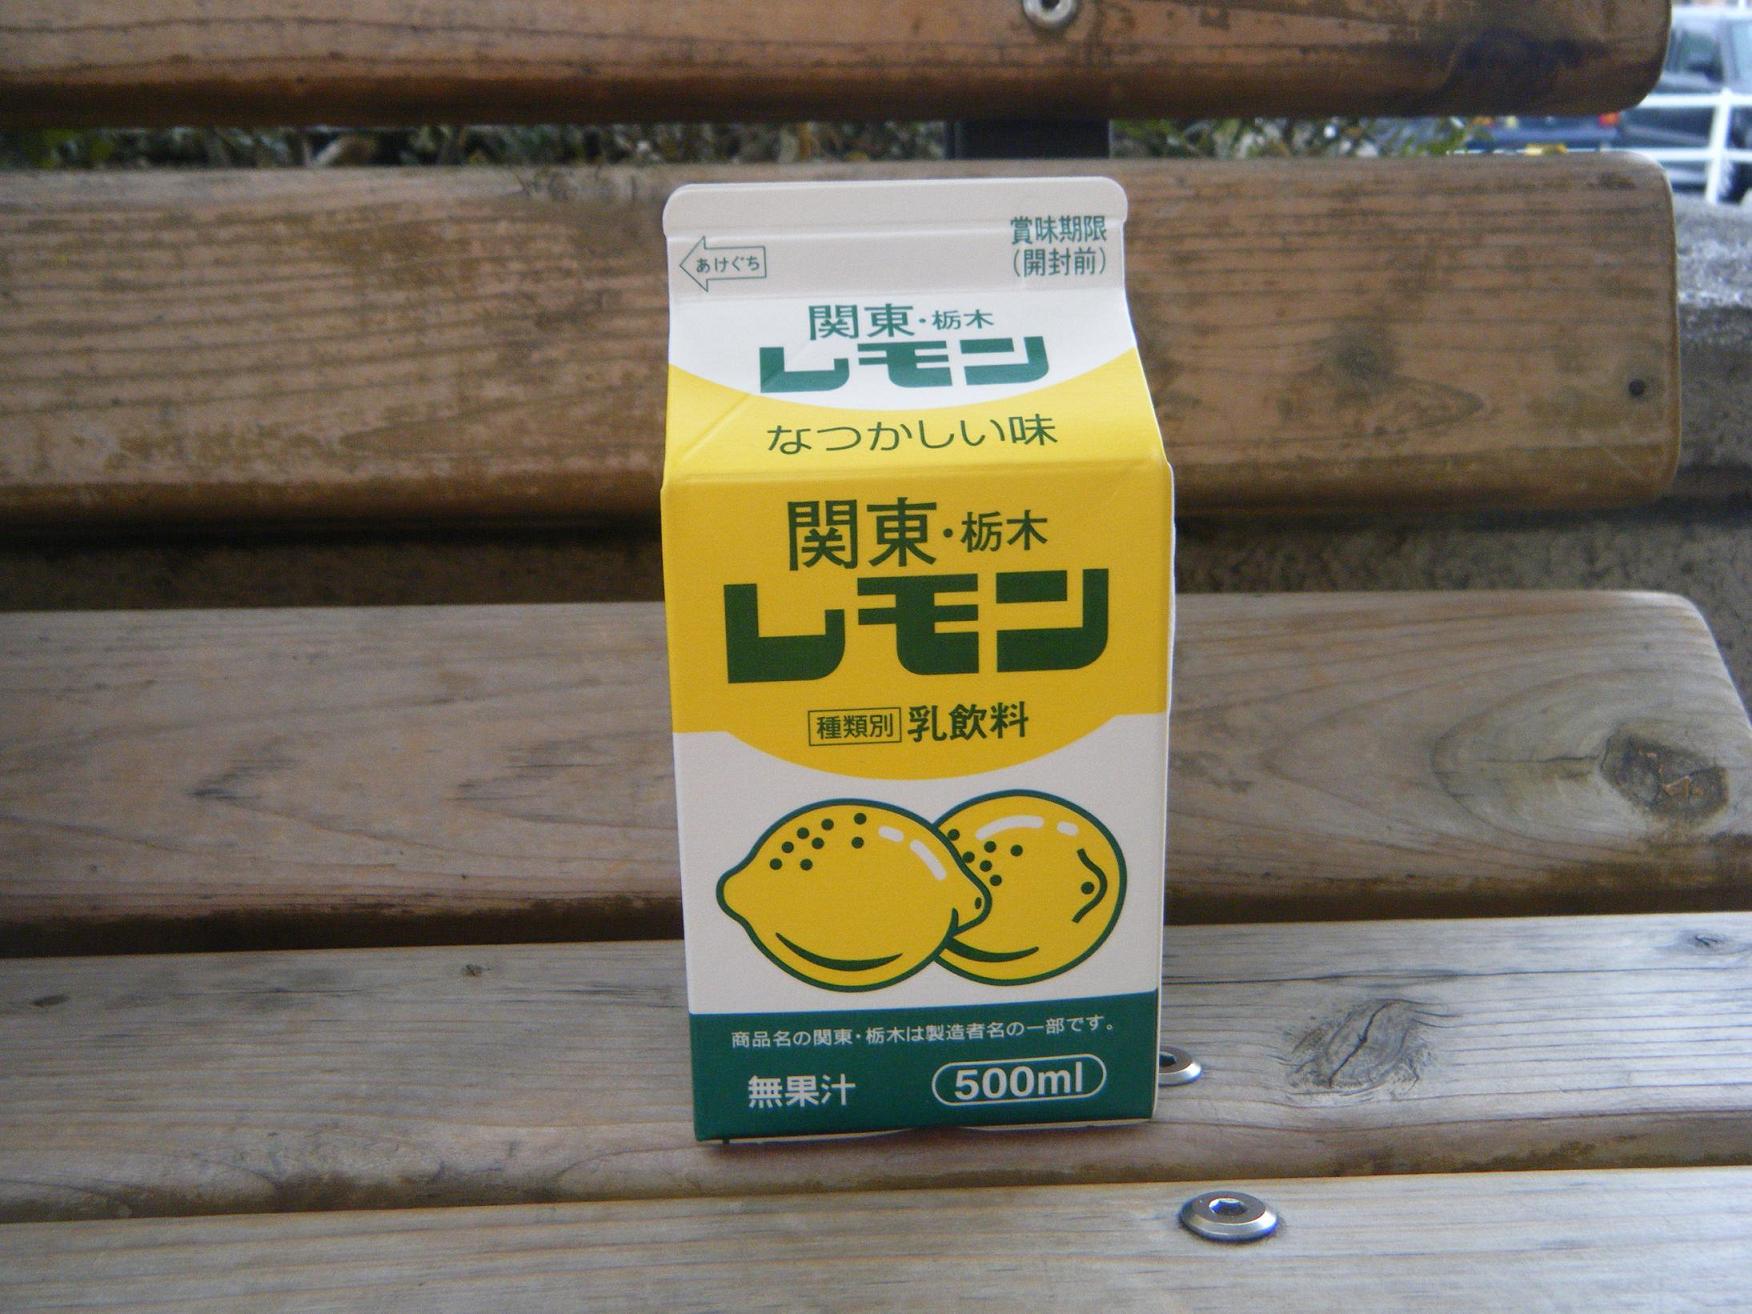 あけぐち
賞味期限
（開封前）
関東・栃木
レモン
なつかしい味
関東・栃木
レモン
種類別 乳飲料
商品名の関東・栃木は製造者名の一部です。
無果汁 500ml